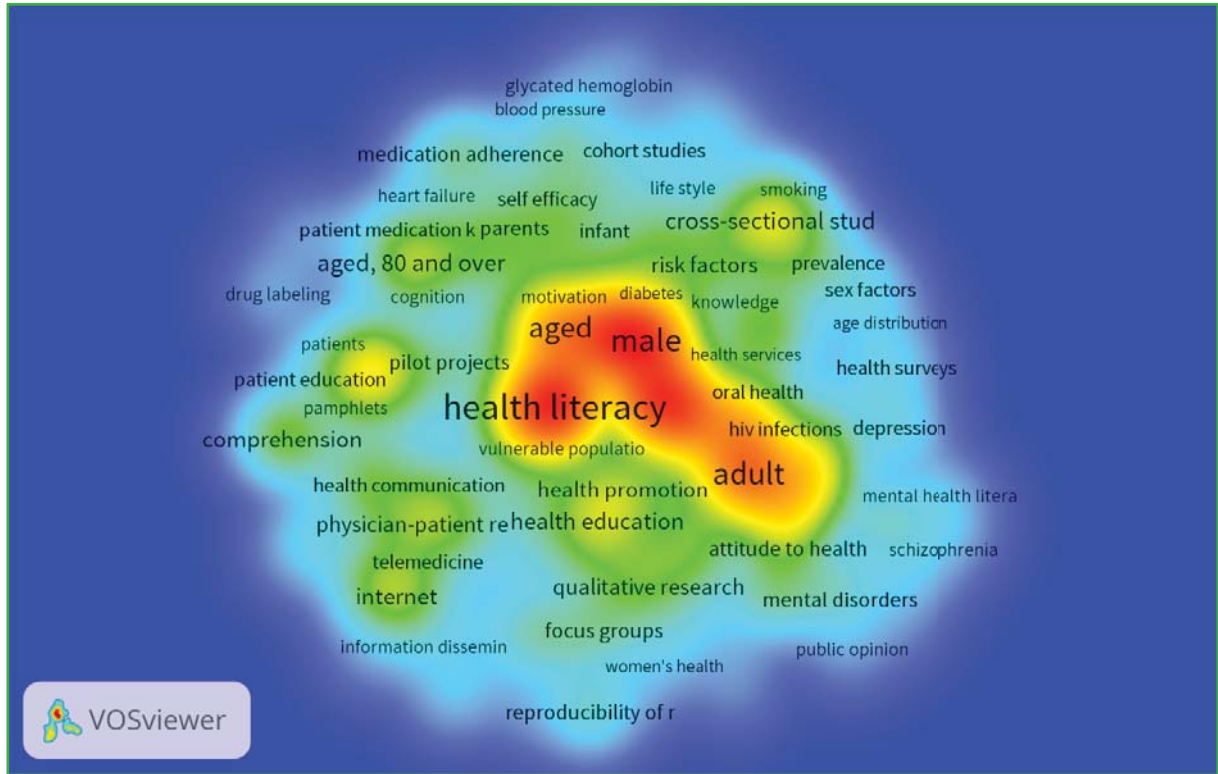 glycated hemoglobin
blood pressure
medication adherence
cohort studies
heart failure
self efficacy
life style
smoking
patient medication k
parents
infant
cross-sectional stud
aged, 80 and over
risk factors
prevalence
drug labeling
cognition
motivation
diabetes
knowledge
sex factors
aged
male
age distribution
patients
pilot projects
health services
health surveys
patient education
pamphlets
health literacy
oral health
comprehension
vulnerable populatio
hiv infections
depression
health communication
health promotion
adult
mental health litera
physician-patient re
health education
telemedicine
attitude to health
schizophrenia
internet
qualitative research
mental disorders
information dissemin
focus groups
public opinion
women's health
reproducibility of r
VOSviewer